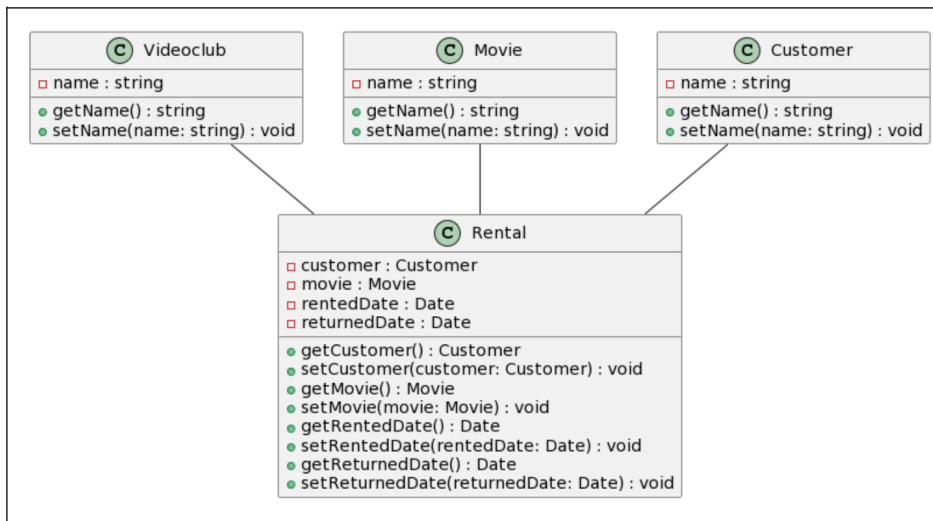 C Videoclub
name : string
getName() : string
setName(name: string) : void
C Movie
name : string
getName() : string
setName(name: string) : void
C Customer
name : string
getName() : string
setName(name: string) : void
C Rental
customer : Customer
movie : Movie
rentedDate : Date
returnedDate : Date
getCustomer() : Customer
setCustomer(customer: Customer) : void
getMovie() : Movie
setMovie(movie: Movie) : void
getRentedDate() : Date
setRentedDate(rentedDate: Date) : void
getReturnedDate() : Date
setReturnedDate(returnedDate: Date) : void